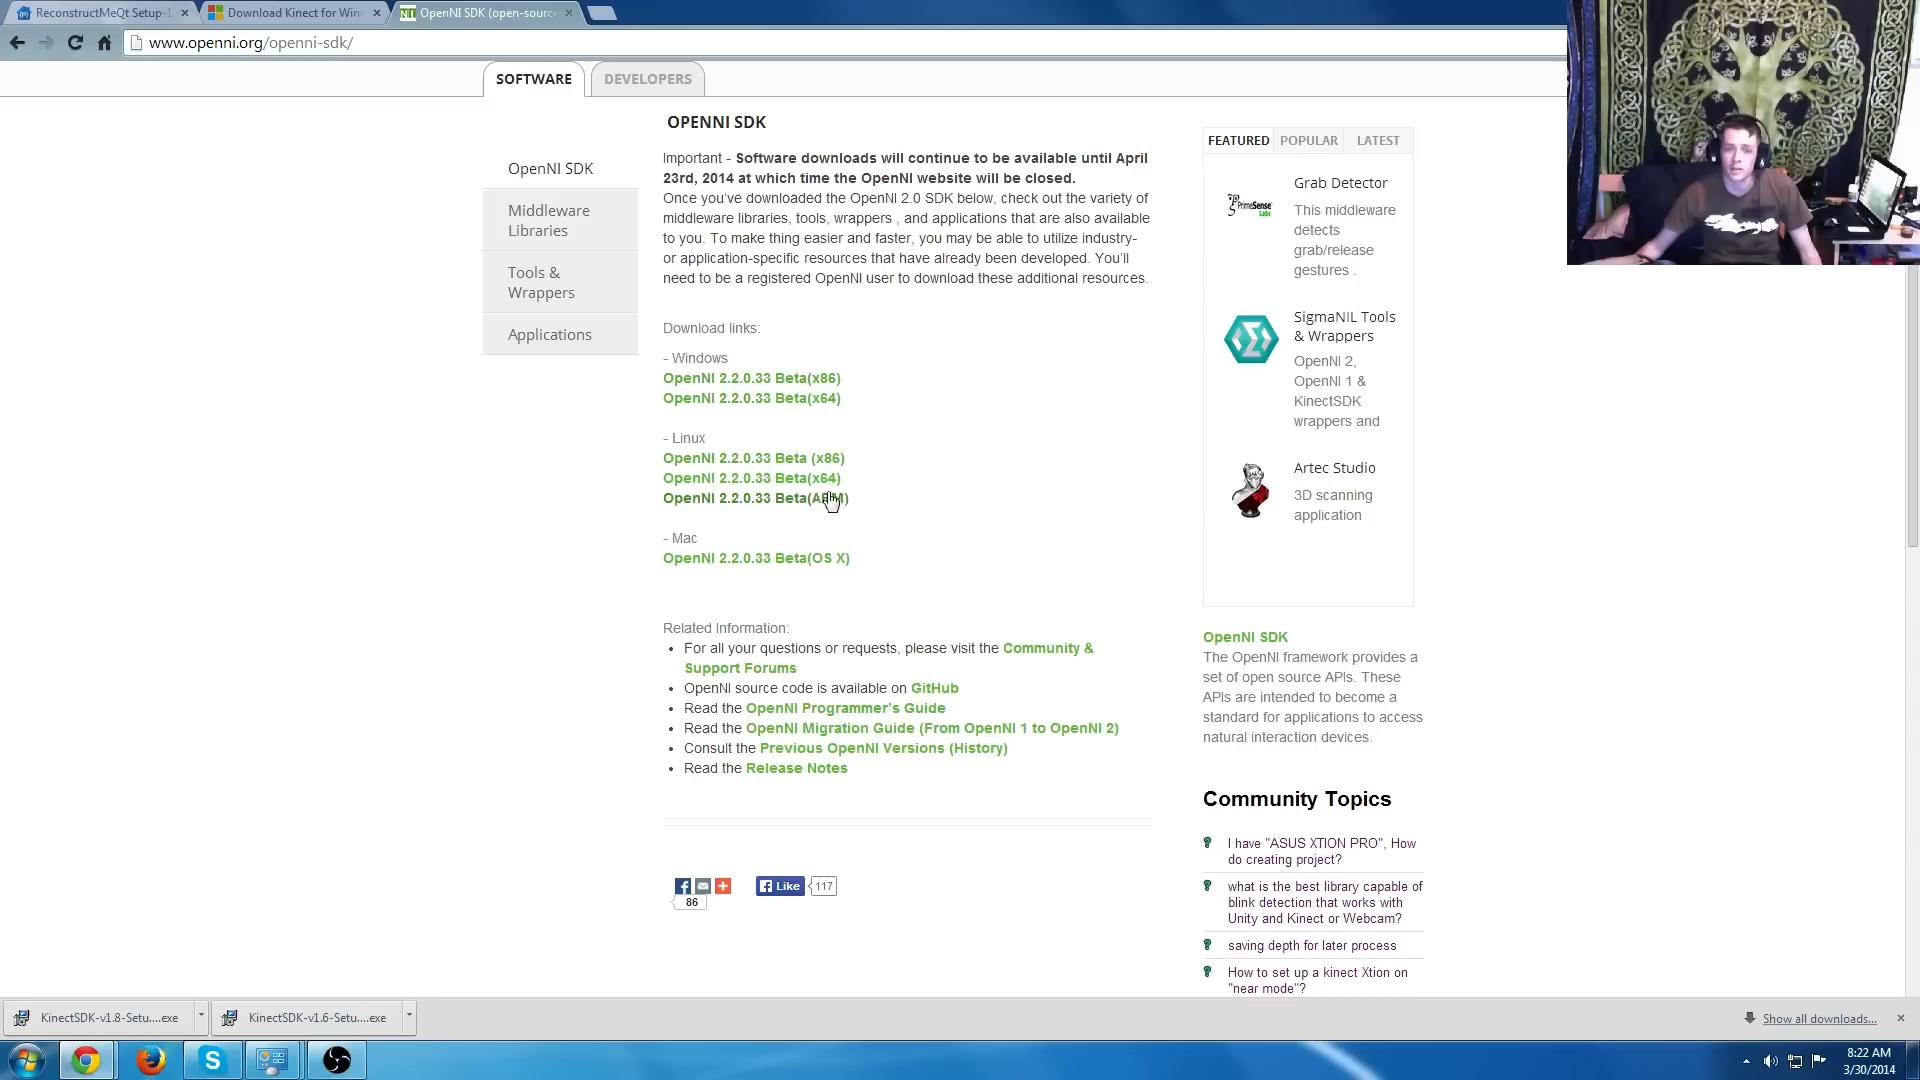 ReconstructMeQt Setup-1
Download Kinect for Wind
OpenNI SDK (open-source
www.openni.org/openni-sdk/
SOFTWARE
DEVELOPERS
OPENNI SDK
OpenNI SDK
Middleware
Libraries
Tools &
Wrappers
Applications
Important - Software downloads will continue to be available until April
23rd, 2014 at which time the OpenNI website will be closed.
Once you've downloaded the OpenNI 2.0 SDK below, check out the variety of
middleware libraries, tools, wrappers , and applications that are also available
to you. To make thing easier and faster, you may be able to utilize industry-
or application-specific resources that have already been developed. You'll
need to be a registered OpenNI user to download these additional resources.
Download links:
- Windows
OpenNI 2.2.0.33 Beta(x86)
OpenNI 2.2.0.33 Beta(x64)
- Linux
OpenNI 2.2.0.33 Beta (x86)
OpenNI 2.2.0.33 Beta(x64)
OpenNI 2.2.0.33 Beta(ARM)
- Mac
OpenNI 2.2.0.33 Beta(OS X)
Related Information:
• For all your questions or requests, please visit the Community &
Support Forums
• OpenNI source code is available on GitHub
• Read the OpenNI Programmer's Guide
• Read the OpenNI Migration Guide (From OpenNI 1 to OpenNI 2)
• Consult the Previous OpenNI Versions (History)
• Read the Release Notes
86
Like
117
FEATURED
POPULAR
LATEST
PrimeSense
Labs
Grab Detector
This middleware
detects
grab/release
gestures .
SigmaNIL Tools
& Wrappers
OpenNI 2,
OpenNI 1 &
KinectSDK
wrappers and
Artec Studio
3D scanning
application
OpenNI SDK
The OpenNI framework provides a
set of open source APIs. These
APIs are intended to become a
standard for applications to access
natural interaction devices.
Community Topics
I have "ASUS XTION PRO", How
do creating project?
what is the best library capable of
blink detection that works with
Unity and Kinect or Webcam?
saving depth for later process
How to set up a kinect Xtion on
"near mode"?
KinectSDK-v1.8-Setu....exe
KinectSDK-v1.6-Setu....exe
Show all downloads...
8:22 AM
3/30/2014